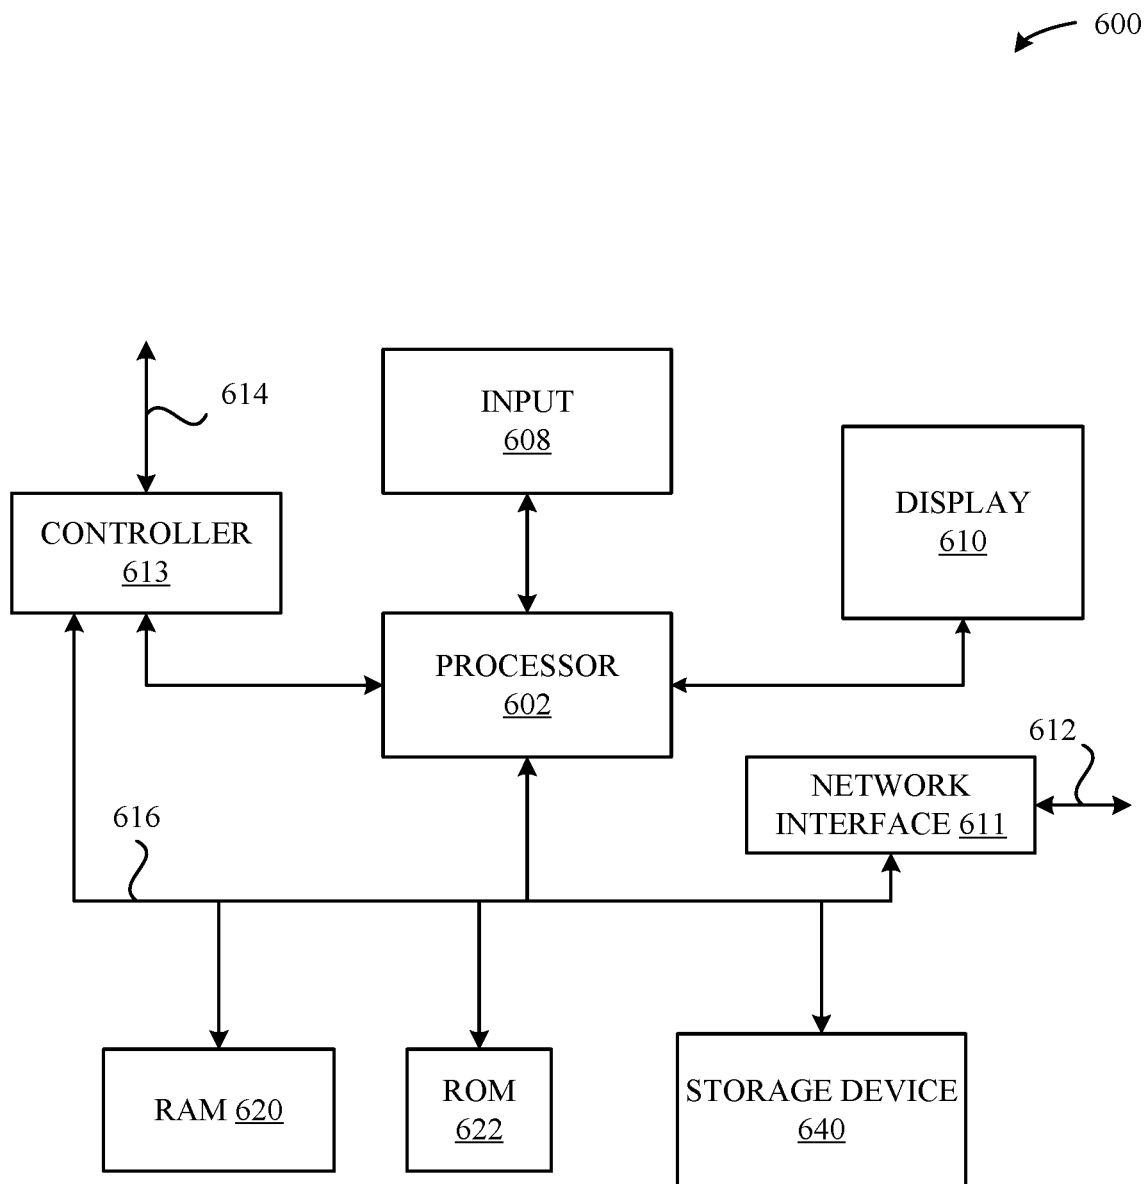 600
614
INPUT
608
DISPLAY
610
CONTROLLER
613
PROCESSOR
602
612
NETWORK
INTERFACE 611
616
RAM 620
ROM
622
STORAGE DEVICE
640